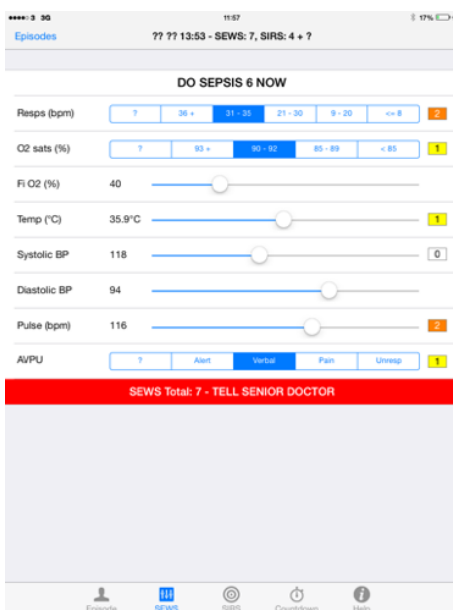 3 3G 11:57 17%
Episodes ?? ?? 13:53 - SEWS: 7, SIRS: 4 + ?
DO SEPSIS 6 NOW
Resps (bpm) ? 36 + 31 - 35 21 - 30 9 - 20 <= 8 2
O2 sats (%) ? 93 + 90 - 92 85 - 89 < 85 1
Fi O2 (%) 40
Temp (°C) 35.9°C 1
Systolic BP 118 0
Diastolic BP 94
Pulse (bpm) 116 2
AVPU ? Alert Verbal Pain Unresp 1
SEWS Total: 7 - TELL SENIOR DOCTOR
Episode SEWS SIRS Countdown Help